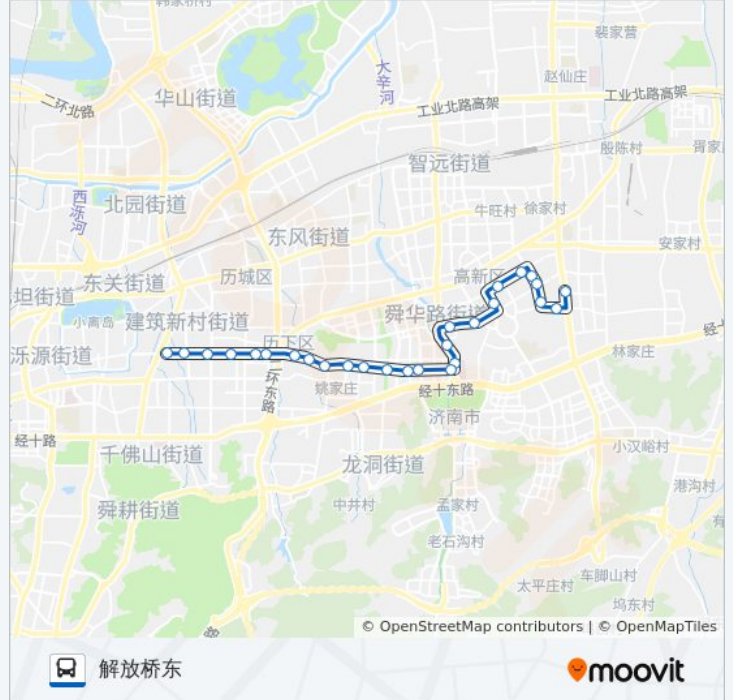 裴家营
大辛河
赵仙庄
华山街道
二环北路
工业北路高架
工业北路高架
殷陈村
智远街道
西泺河
北园街道
牛旺村
徐家村
东风街道
安家村
东关街道
历城区
高新区
坦街道
小离岛
建筑新村街道
舜华路街道
泺源街道
历下区
林家庄
二环东路
姚家庄
经十东路
济南市
经十路
小汉峪村
千佛山街道
龙洞街道
港沟村
舜耕街道
中井村
孟家村
老石沟村
车脚山村
太平庄村
坞东村
© OpenStreetMap contributors | © OpenMapTiles
解放桥东
moovit